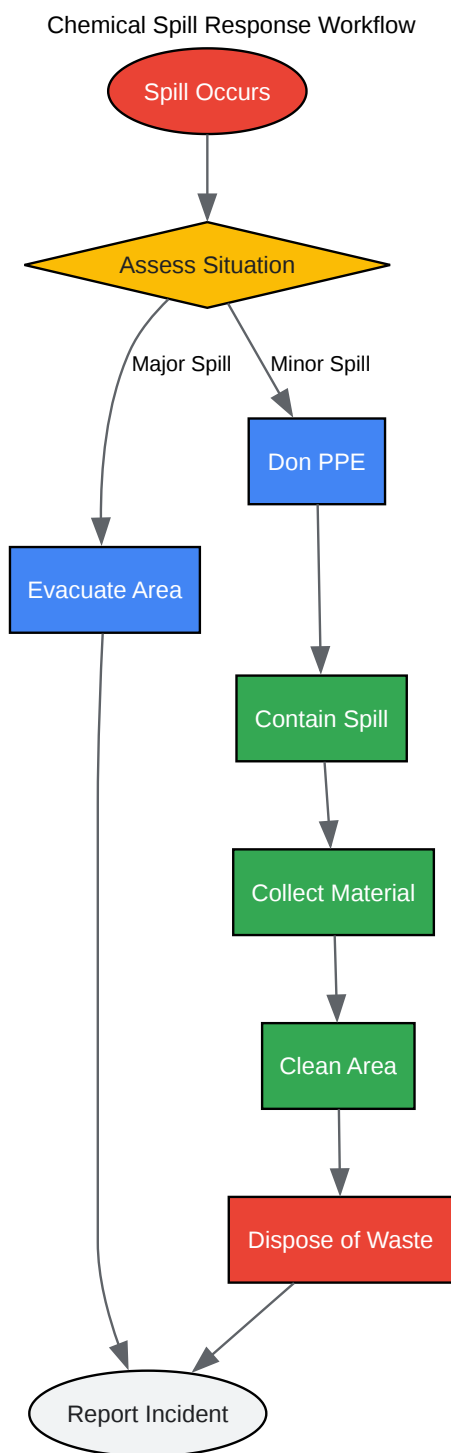 Chemical Spill Response Workflow
Spill Occurs
Assess Situation
Major Spill
Minor Spill
Don PPE
Evacuate Area
Contain Spill
Collect Material
Clean Area
Dispose of Waste
Report Incident